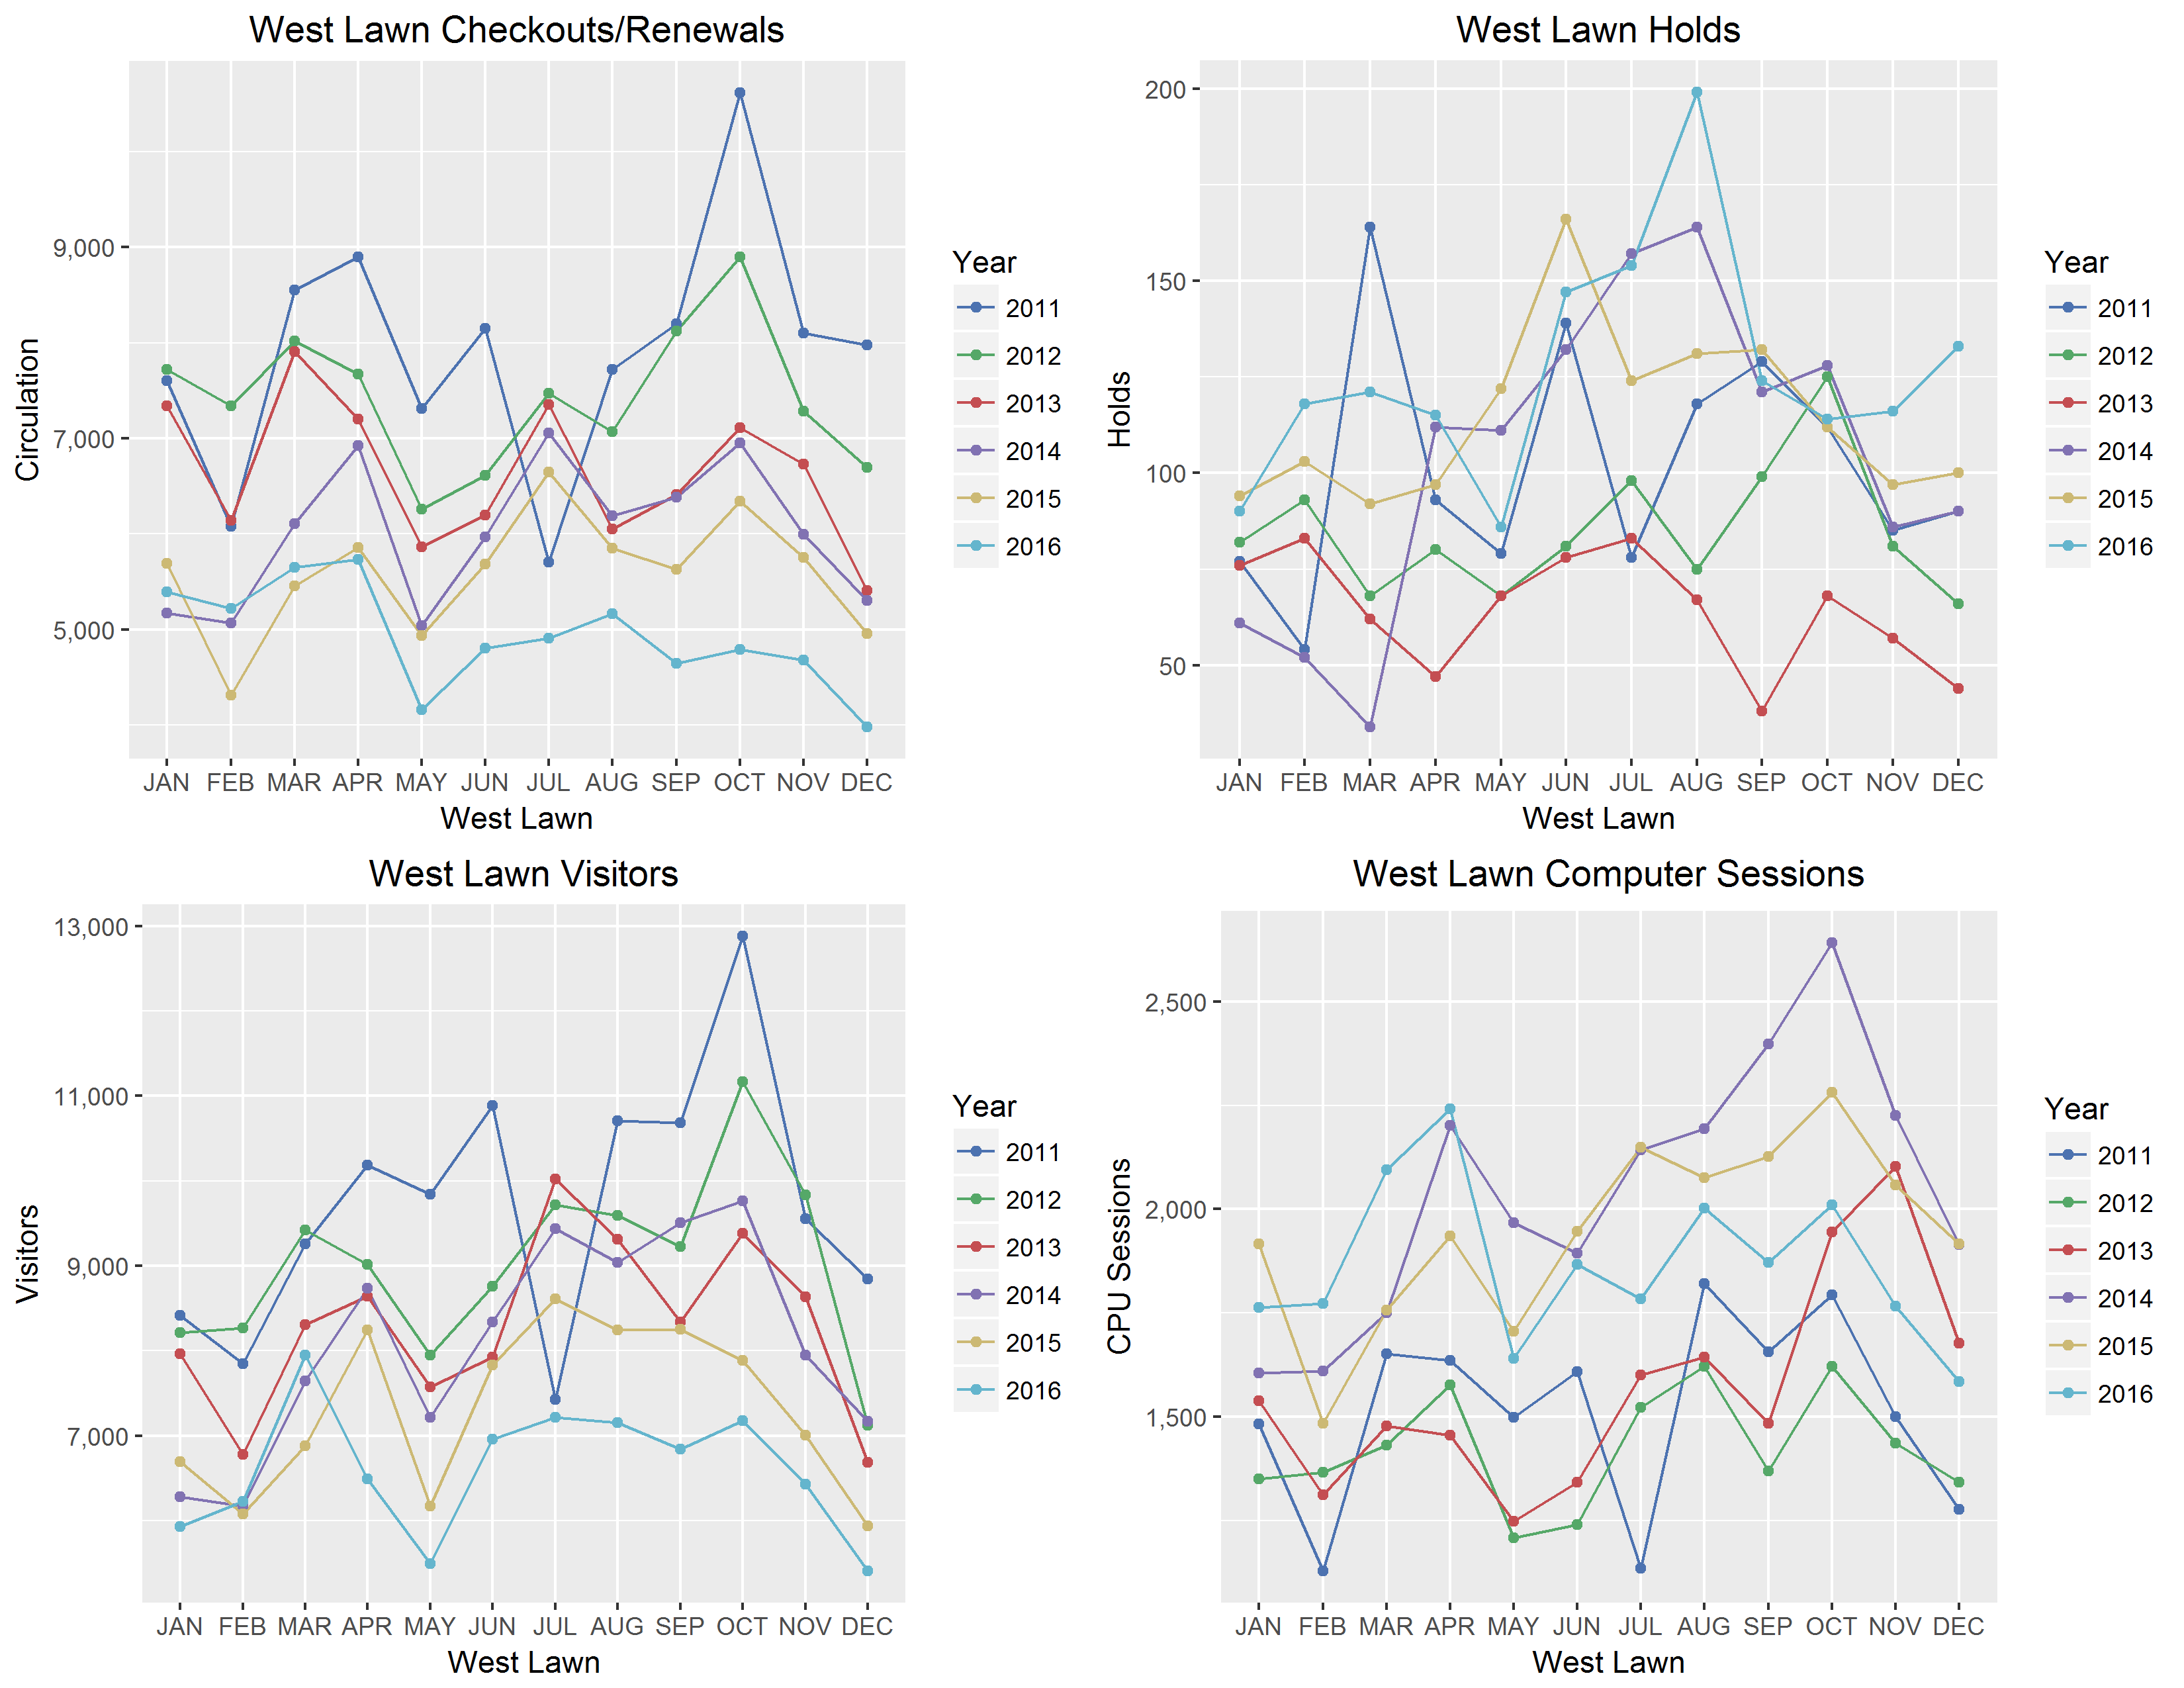 West Lawn Checkouts/Renewals
Circulation
9,000
7,000
5,000
JAN FEB MAR APR MAY JUN JUL AUG SEP OCT NOV DEC
West Lawn
Year
2011
2012
2013
2014
2015
2016
West Lawn Holds
Holds
200
150
100
50
JAN FEB MAR APR MAY JUN JUL AUG SEP OCT NOV DEC
West Lawn
Year
2011
2012
2013
2014
2015
2016
West Lawn Visitors
Visitors
13,000
11,000
9,000
7,000
JAN FEB MAR APR MAY JUN JUL AUG SEP OCT NOV DEC
West Lawn
Year
2011
2012
2013
2014
2015
2016
West Lawn Computer Sessions
CPU Sessions
2,500
2,000
1,500
JAN FEB MAR APR MAY JUN JUL AUG SEP OCT NOV DEC
West Lawn
Year
2011
2012
2013
2014
2015
2016